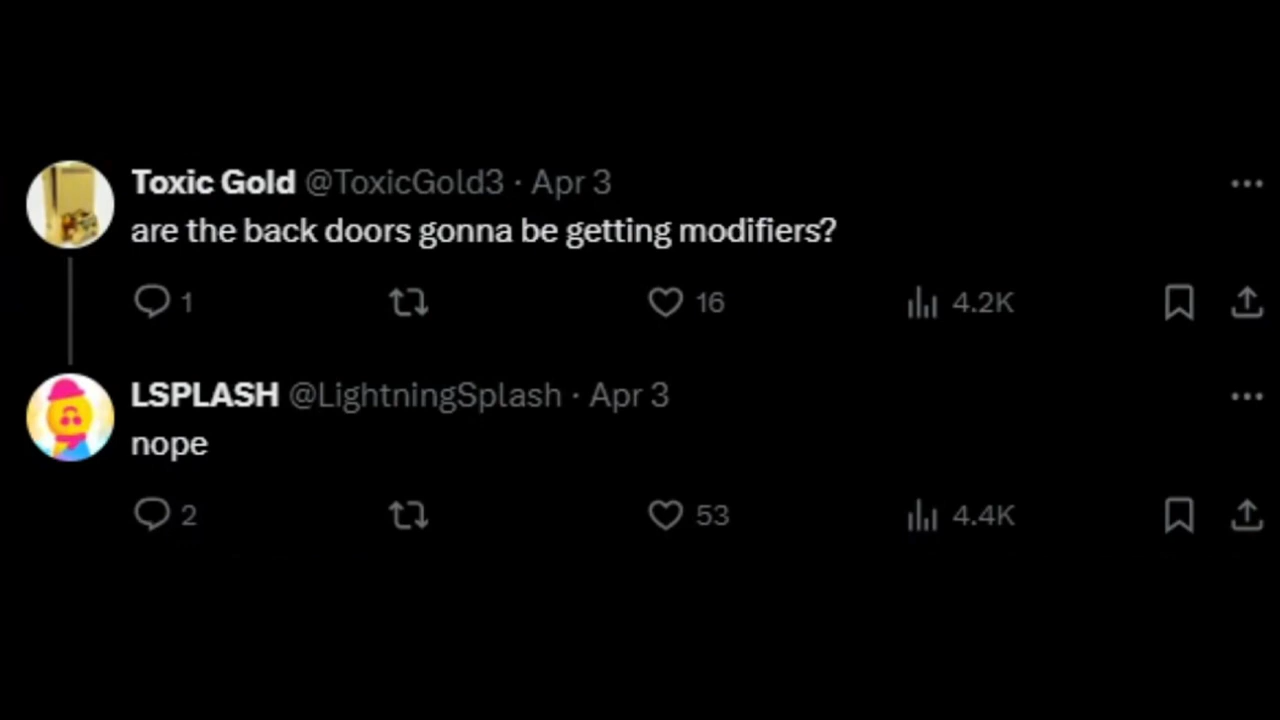 Toxic Gold @ToxicGold3 · Apr 3
are the back doors gonna be getting modifiers?
1 16 4.2K
LSPLASH @LightningSplash · Apr 3
nope
2 53 4.4K